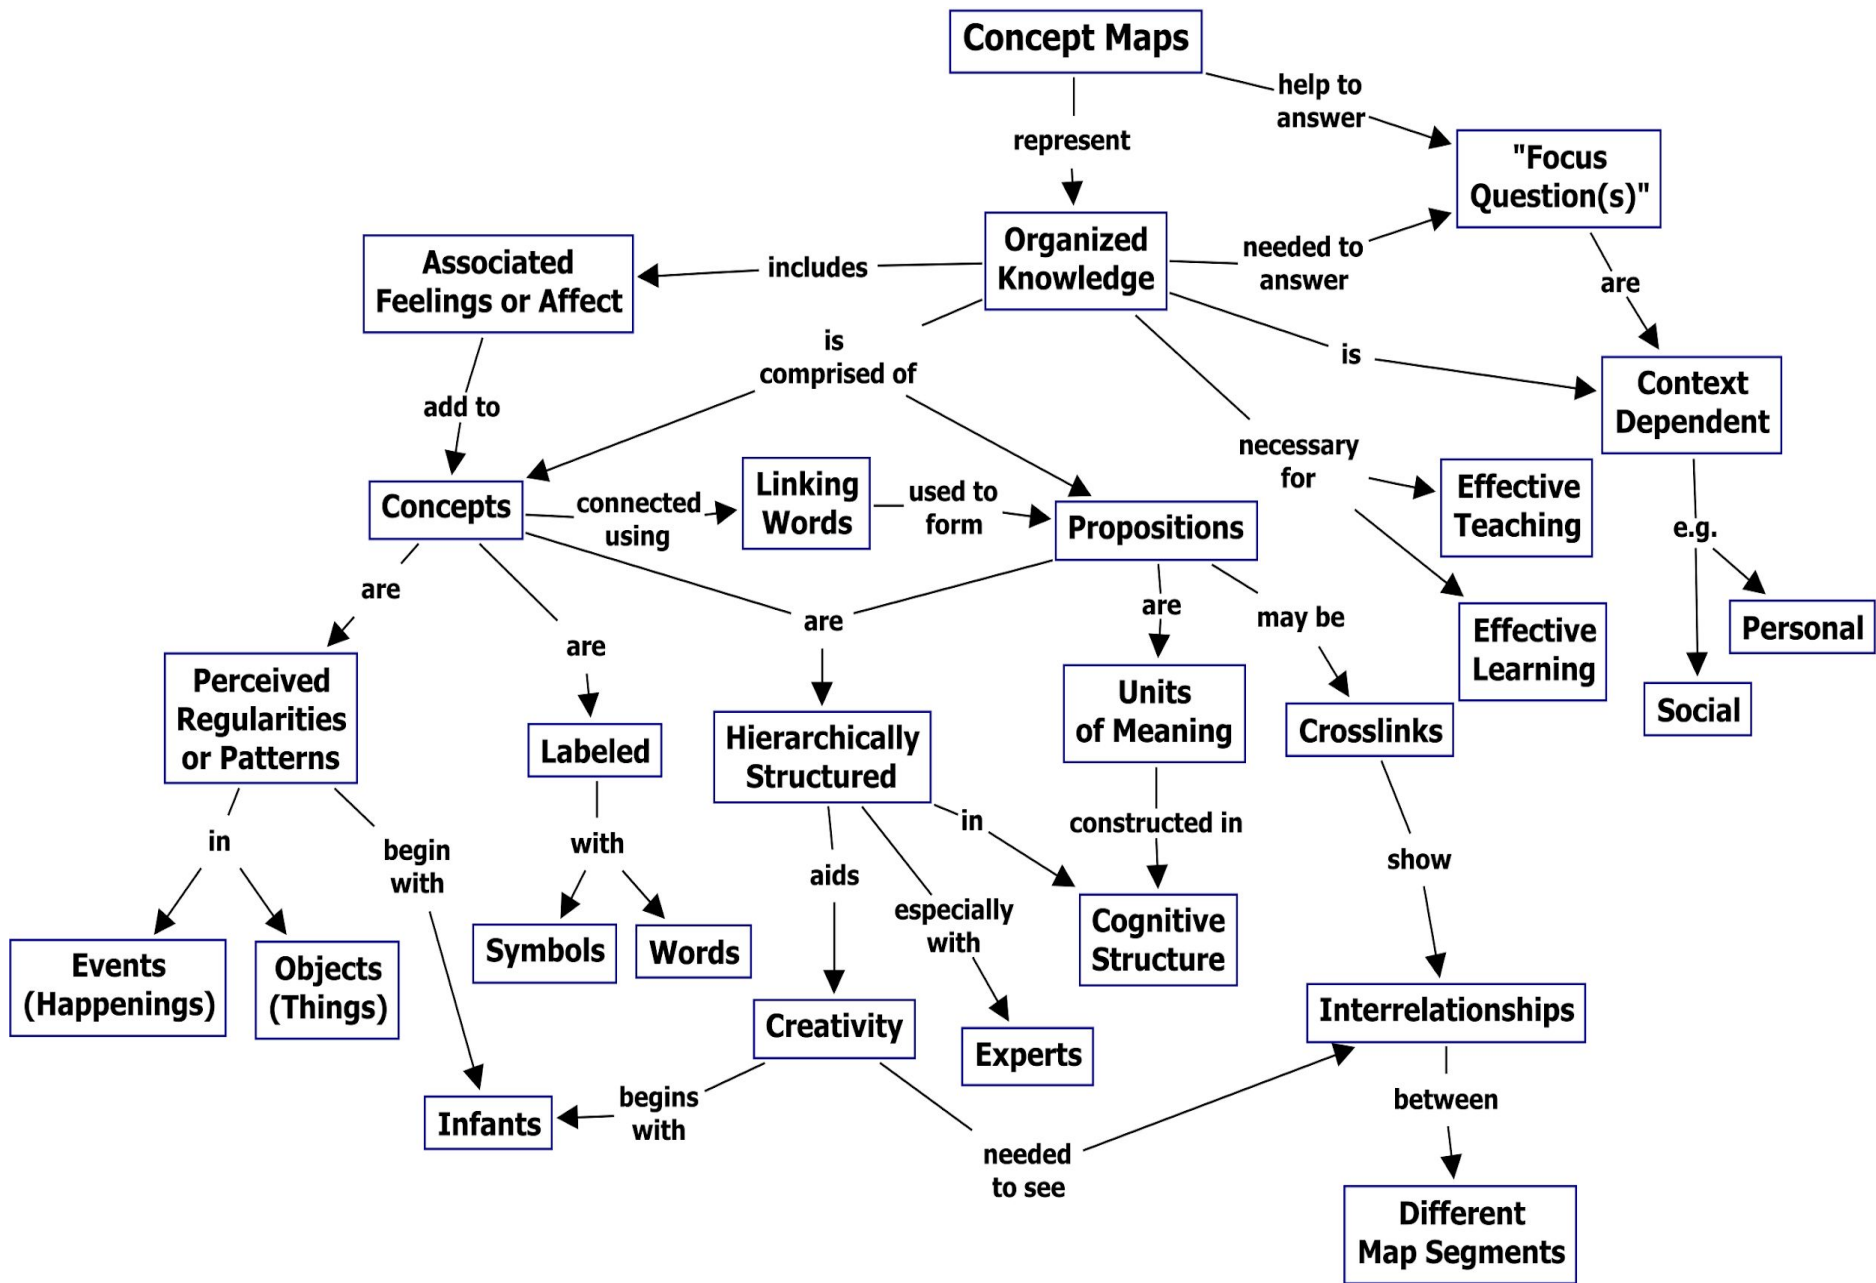 Concept Maps
help to
answer
represent
"Focus
Question(s)"
Organized
Knowledge
needed to
answer
includes
Associated
Feelings or Affect
are
is
comprised of
is
Context
Dependent
add to
necessary
for
Concepts
connected
using
Linking
Words
used to
form
Propositions
Effective
Teaching
e.g.
are
are
are
are
may be
Effective
Learning
Personal
Social
Perceived
Regularities
or Patterns
Labeled
Hierarchically
Structured
Units
of Meaning
Crosslinks
in
begin
with
with
aids
especially
with
in
constructed in
show
Events
(Happenings)
Objects
(Things)
Symbols
Words
Cognitive
Structure
Creativity
Experts
Interrelationships
Infants
begins
with
needed
to see
between
Different
Map Segments